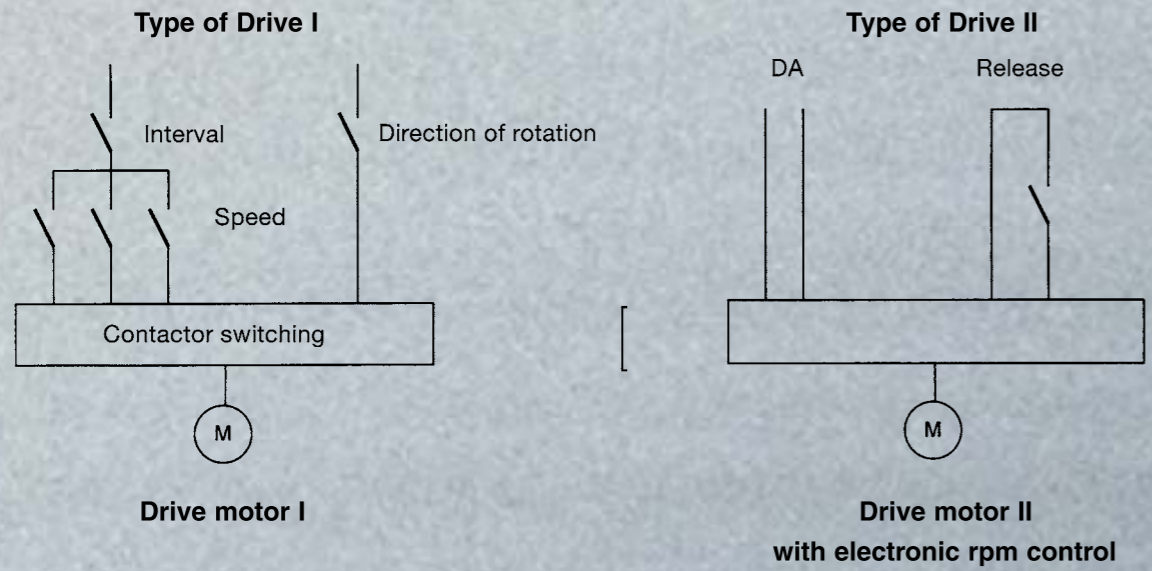 Type of Drive I
Interval
Direction of rotation
Speed
Contactor switching
M
Drive motor I
Type of Drive II
DA
Release
M
Drive motor II
with electronic rpm control